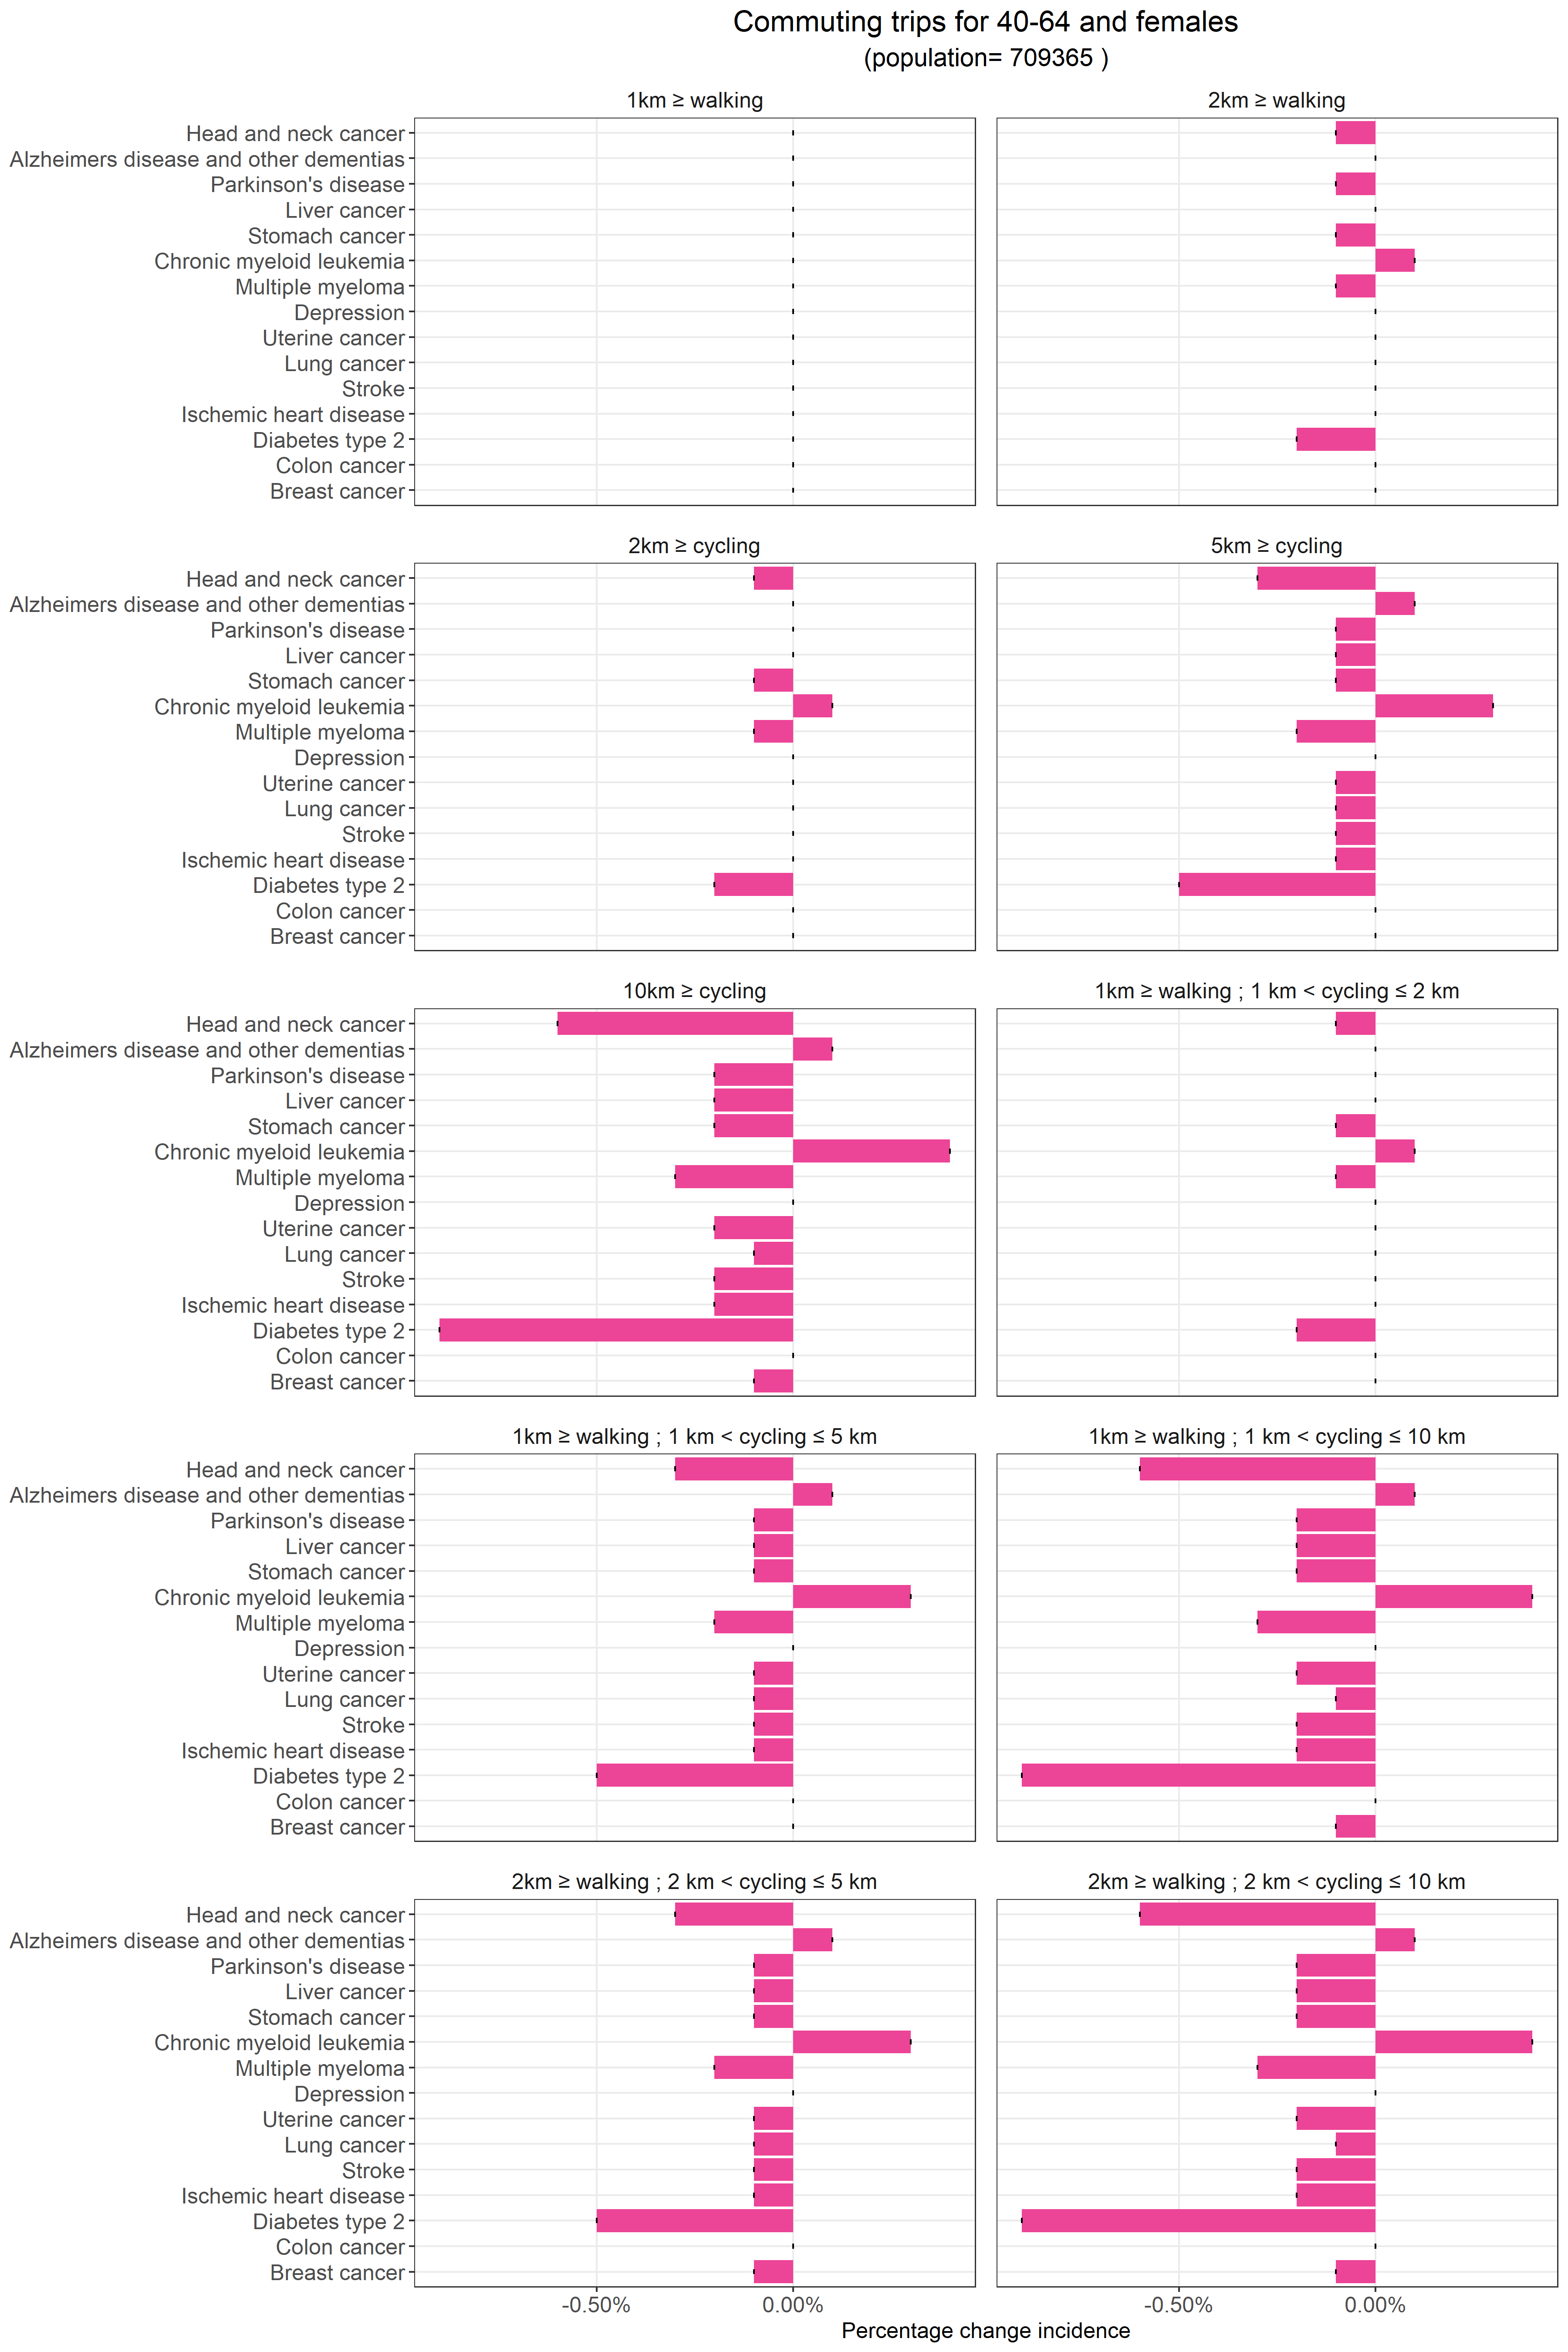 Commuting trips for 40-64 and females
(population= 709365 )
1km ≥ walking
2km ≥ walking
Head and neck cancer
Alzheimers disease and other dementias
Parkinson's disease
Liver cancer
Stomach cancer
Chronic myeloid leukemia
Multiple myeloma
Depression
Uterine cancer
Lung cancer
Stroke
Ischemic heart disease
Diabetes type 2
Colon cancer
Breast cancer
2km ≥ cycling
5km ≥ cycling
Head and neck cancer
Alzheimers disease and other dementias
Parkinson's disease
Liver cancer
Stomach cancer
Chronic myeloid leukemia
Multiple myeloma
Depression
Uterine cancer
Lung cancer
Stroke
Ischemic heart disease
Diabetes type 2
Colon cancer
Breast cancer
10km ≥ cycling
1km ≥ walking ; 1 km < cycling ≤ 2 km
Head and neck cancer
Alzheimers disease and other dementias
Parkinson's disease
Liver cancer
Stomach cancer
Chronic myeloid leukemia
Multiple myeloma
Depression
Uterine cancer
Lung cancer
Stroke
Ischemic heart disease
Diabetes type 2
Colon cancer
Breast cancer
1km ≥ walking ; 1 km < cycling ≤ 5 km
1km ≥ walking ; 1 km < cycling ≤ 10 km
Head and neck cancer
Alzheimers disease and other dementias
Parkinson's disease
Liver cancer
Stomach cancer
Chronic myeloid leukemia
Multiple myeloma
Depression
Uterine cancer
Lung cancer
Stroke
Ischemic heart disease
Diabetes type 2
Colon cancer
Breast cancer
2km ≥ walking ; 2 km < cycling ≤ 5 km
2km ≥ walking ; 2 km < cycling ≤ 10 km
Head and neck cancer
Alzheimers disease and other dementias
Parkinson's disease
Liver cancer
Stomach cancer
Chronic myeloid leukemia
Multiple myeloma
Depression
Uterine cancer
Lung cancer
Stroke
Ischemic heart disease
Diabetes type 2
Colon cancer
Breast cancer
-0.50% 0.00% -0.50% 0.00%
Percentage change incidence